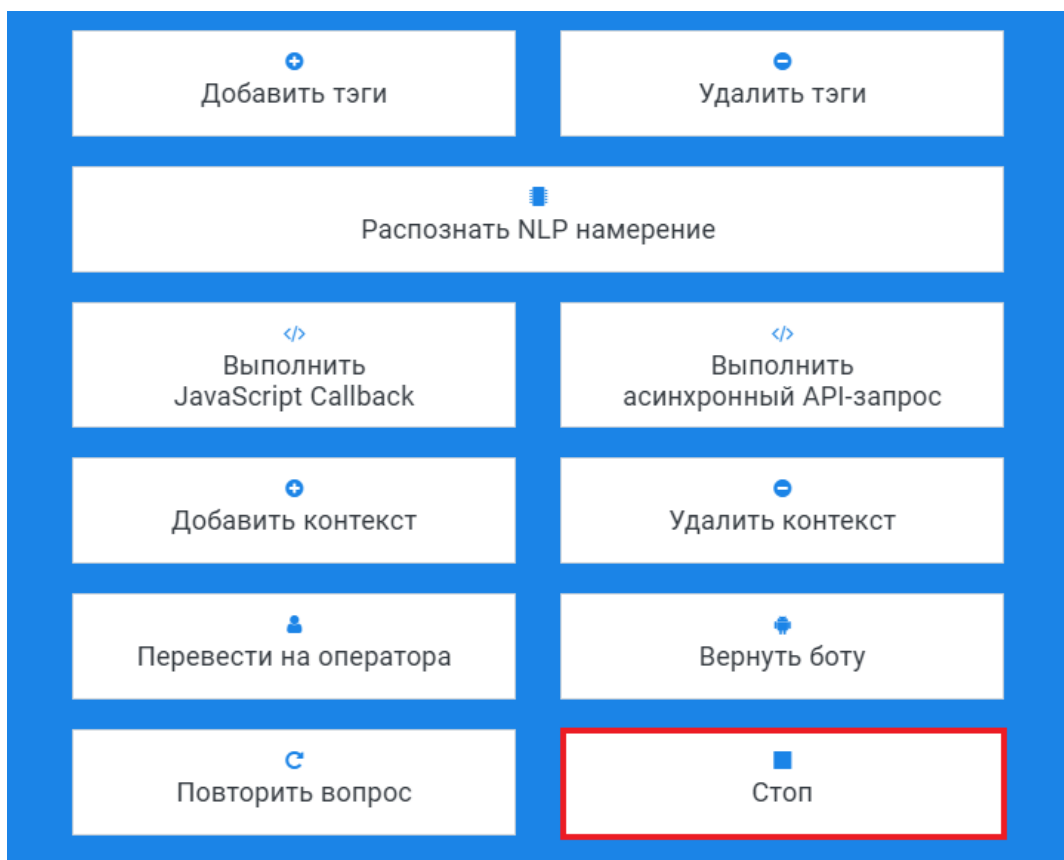 Добавить тэги
Удалить тэги
Распознать NLP намерение
Выполнить
JavaScript Callback
Выполнить
асинхронный API-запрос
Добавить контекст
Удалить контекст
Перевести на оператора
Вернуть боту
Повторить вопрос
Стоп